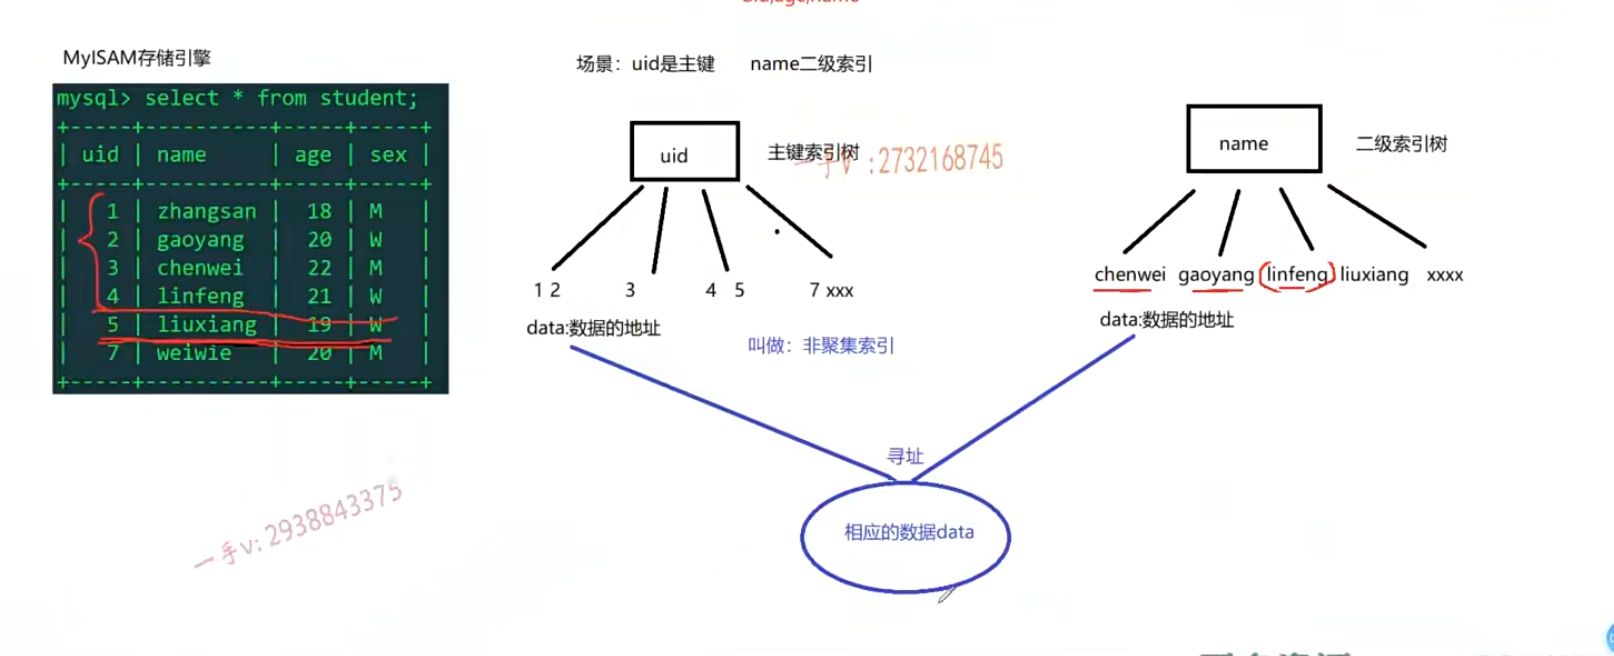 MyISAM存储引擎
mysql> select * from student;
+------+----------+-----+-----+
| uid | name | age | sex |
+------+----------+-----+-----+
| 1 | zhangsan | 18 | M |
| 2 | gaoyang | 20 | W |
| 3 | chenwei | 22 | M |
| 4 | linfeng | 21 | W |
| 5 | liuxiang | 19 | W |
| 7 | weiwie | 20 | M |
+------+----------+-----+-----+
场景：uid是主键 name二级索引
uid
主键索引树
一手V:2732168745
1 2 3 4 5 7 xxx
data:数据的地址
叫做：非聚集索引
name
二级索引树
chenwei gaoyang linfeng liuxiang xxxx
data:数据的地址
寻址
相应的数据data
一手v:2938843375